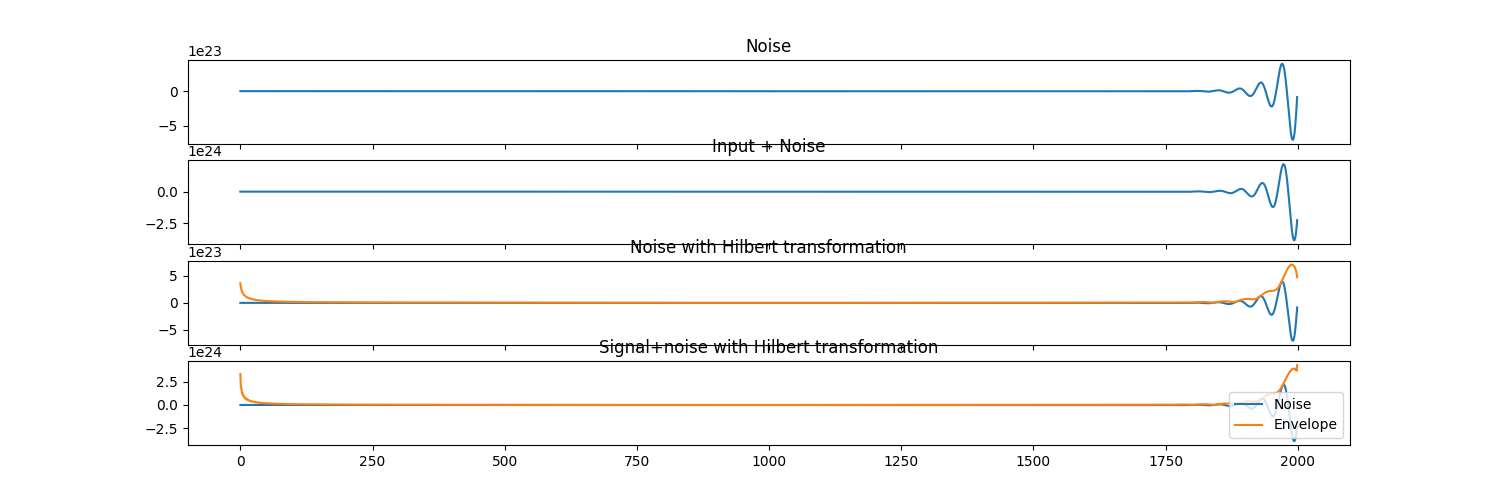 Noise
1e23
0
−5
Input + Noise
1e24
0.0
−2.5
Noise with Hilbert transformation
1e23
5
0
−5
Signal+noise with Hilbert transformation
1e24
2.5
0.0
−2.5
Noise
Envelope
0 250 500 750 1000 1250 1500 1750 2000